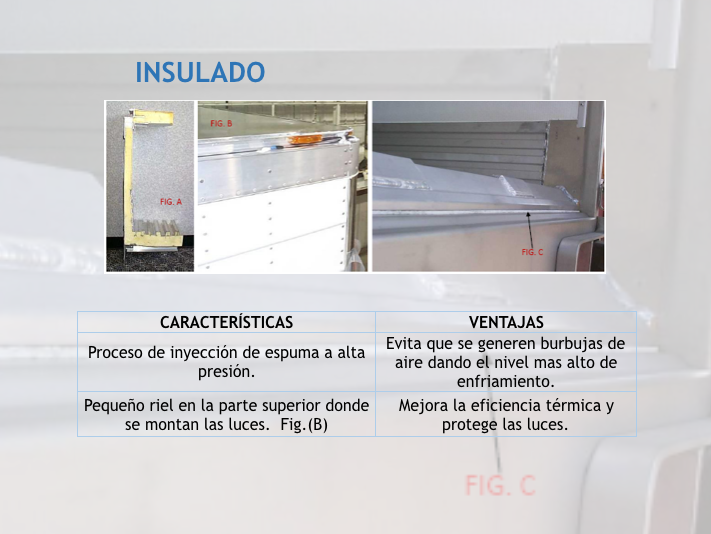 INSULADO
FIG. A
FIG. B
FIG. C
CARACTERÍSTICAS
VENTAJAS
Proceso de inyección de espuma a alta
presión.
Evita que se generen burbujas de
aire dando el nivel mas alto de
enfriamiento.
Pequeño riel en la parte superior donde
se montan las luces.  Fig.(B)
Mejora la eficiencia térmica y
protege las luces.
FIG. C